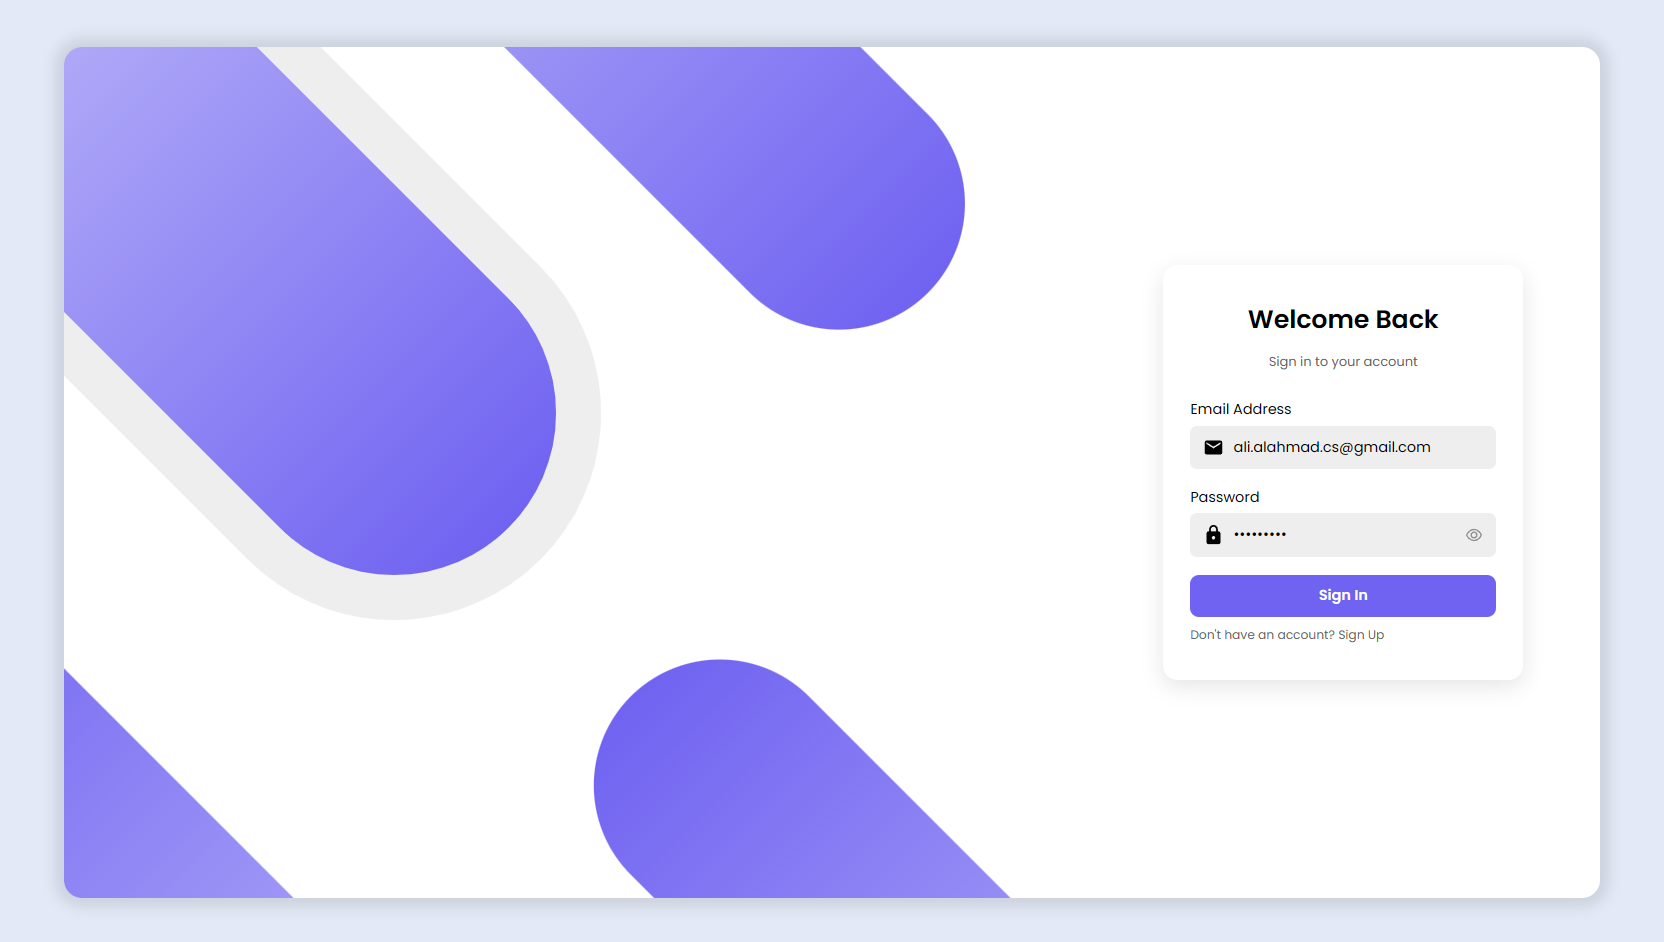 Welcome Back
Sign in to your account
Email Address
ali.alahmad.cs@gmail.com
Password
•••••••••
Sign In
Don't have an account? Sign Up